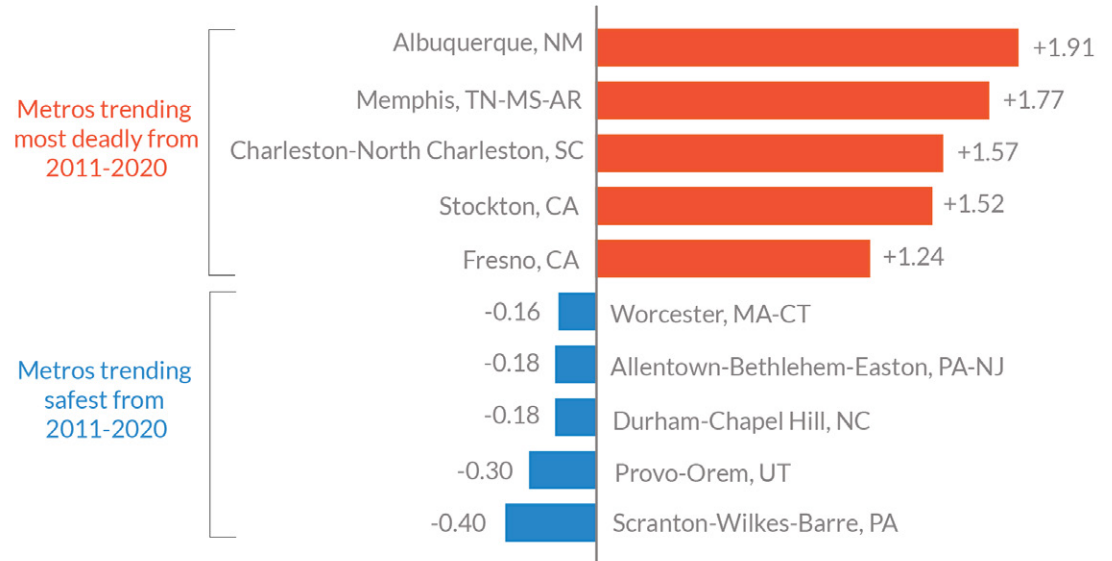 Metros trending
most deadly from
2011-2020
Albuquerque, NM +1.91
Memphis, TN-MS-AR +1.77
Charleston-North Charleston, SC +1.57
Stockton, CA +1.52
Fresno, CA +1.24
Metros trending
safest from
2011-2020
-0.16 Worcester, MA-CT
-0.18 Allentown-Bethlehem-Easton, PA-NJ
-0.18 Durham-Chapel Hill, NC
-0.30 Provo-Orem, UT
-0.40 Scranton-Wilkes-Barre, PA